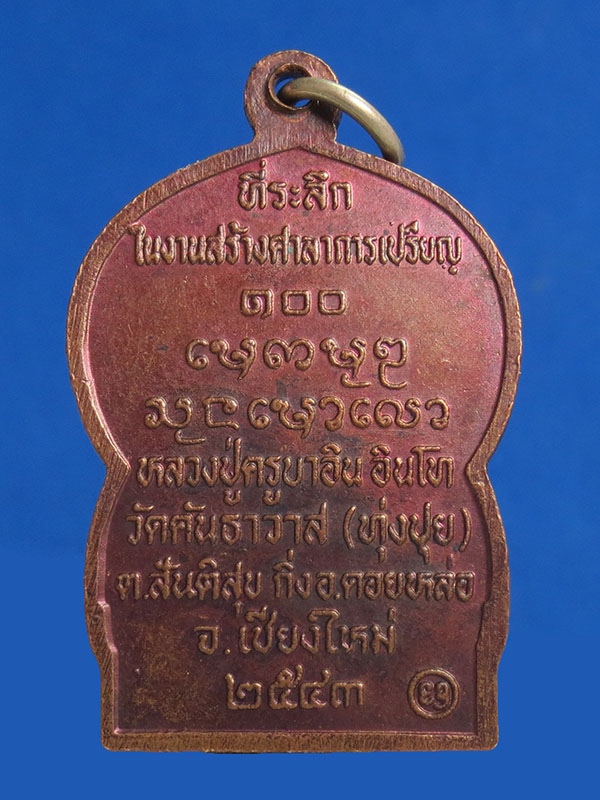 ที่ระลึก
ในงานสร้างศาลาการเปรียญ
๑๐๐
หลวงปู่ครูบาอิน อินโท
วัดคันธาวาส (ทุ่งปุย)
ต.สันติสุข กิ่งอ.ดอยหล่อ
จ.เชียงใหม่
๒๕๔๓